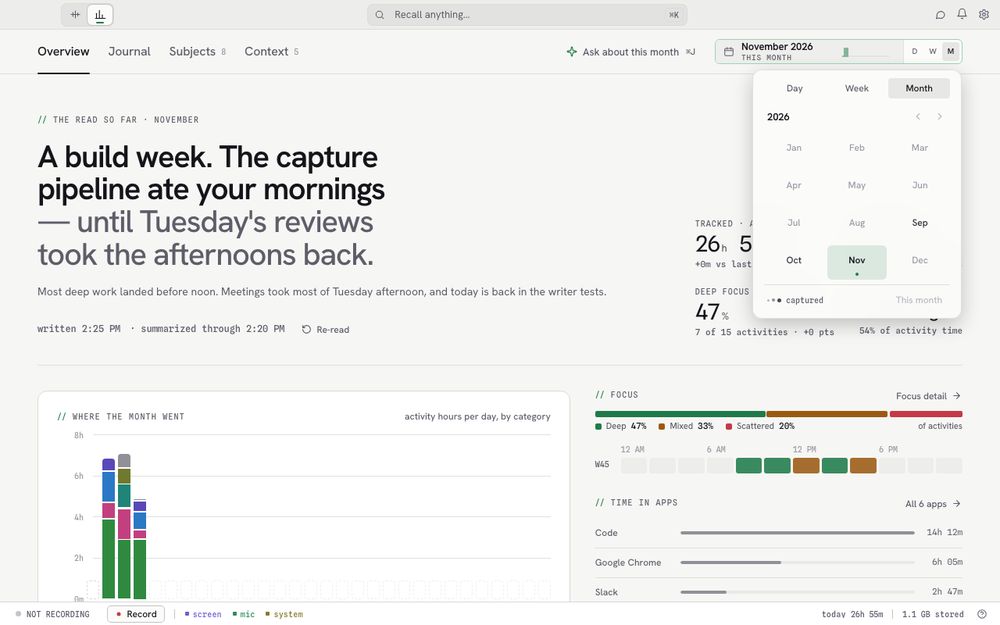 Recall anything...
⌘K
Overview
Journal
Subjects 8
Context 5
Ask about this month ⌘J
November 2026
THIS MONTH
D W M
Day Week Month
2026
Jan Feb Mar
Apr May Jun
Jul Aug Sep
Oct Nov Dec
captured
This month
// THE READ SO FAR · NOVEMBER
A build week. The capture
pipeline ate your mornings
— until Tuesday's reviews
took the afternoons back.
Most deep work landed before noon. Meetings took most of Tuesday afternoon, and today is back in the writer tests.
written 2:25 PM · summarized through 2:20 PM
Re-read
TRACKED ·
26h 5
+0m vs last
DEEP FOCUS
47%
7 of 15 activities · +0 pts
54% of activity time
// WHERE THE MONTH WENT
activity hours per day, by category
8h
6h
4h
2h
0m
// FOCUS
Focus detail →
Deep 47%
Mixed 33%
Scattered 20%
of activities
12 AM 6 AM 12 PM 6 PM
W45
// TIME IN APPS
All 6 apps →
Code 14h 12m
Google Chrome 6h 05m
Slack 2h 47m
NOT RECORDING
Record
screen
mic
system
today 26h 55m
1.1 GB stored